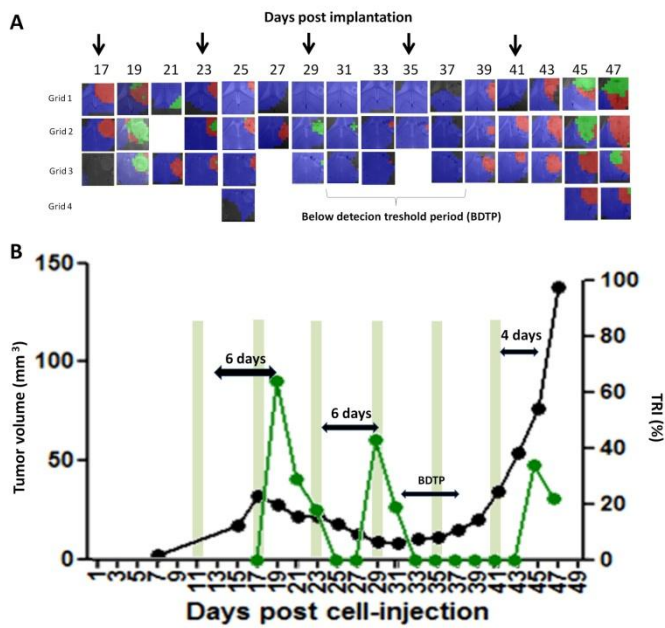 A
Days post implantation
17 19 21 23 25 27 29 31 33 35 37 39 41 43 45 47
Grid 1
Grid 2
Grid 3
Grid 4
Below detecion treshold period (BDTP)
B
150
100
50
0
Tumor volume (mm³)
6 days
6 days
BDTP
4 days
100
80
60
40
20
0
TRI (%)
1 3 5 7 9 11 13 15 17 19 21 23 25 27 29 31 33 35 37 39 41 43 45 47 49
Days post cell-injection